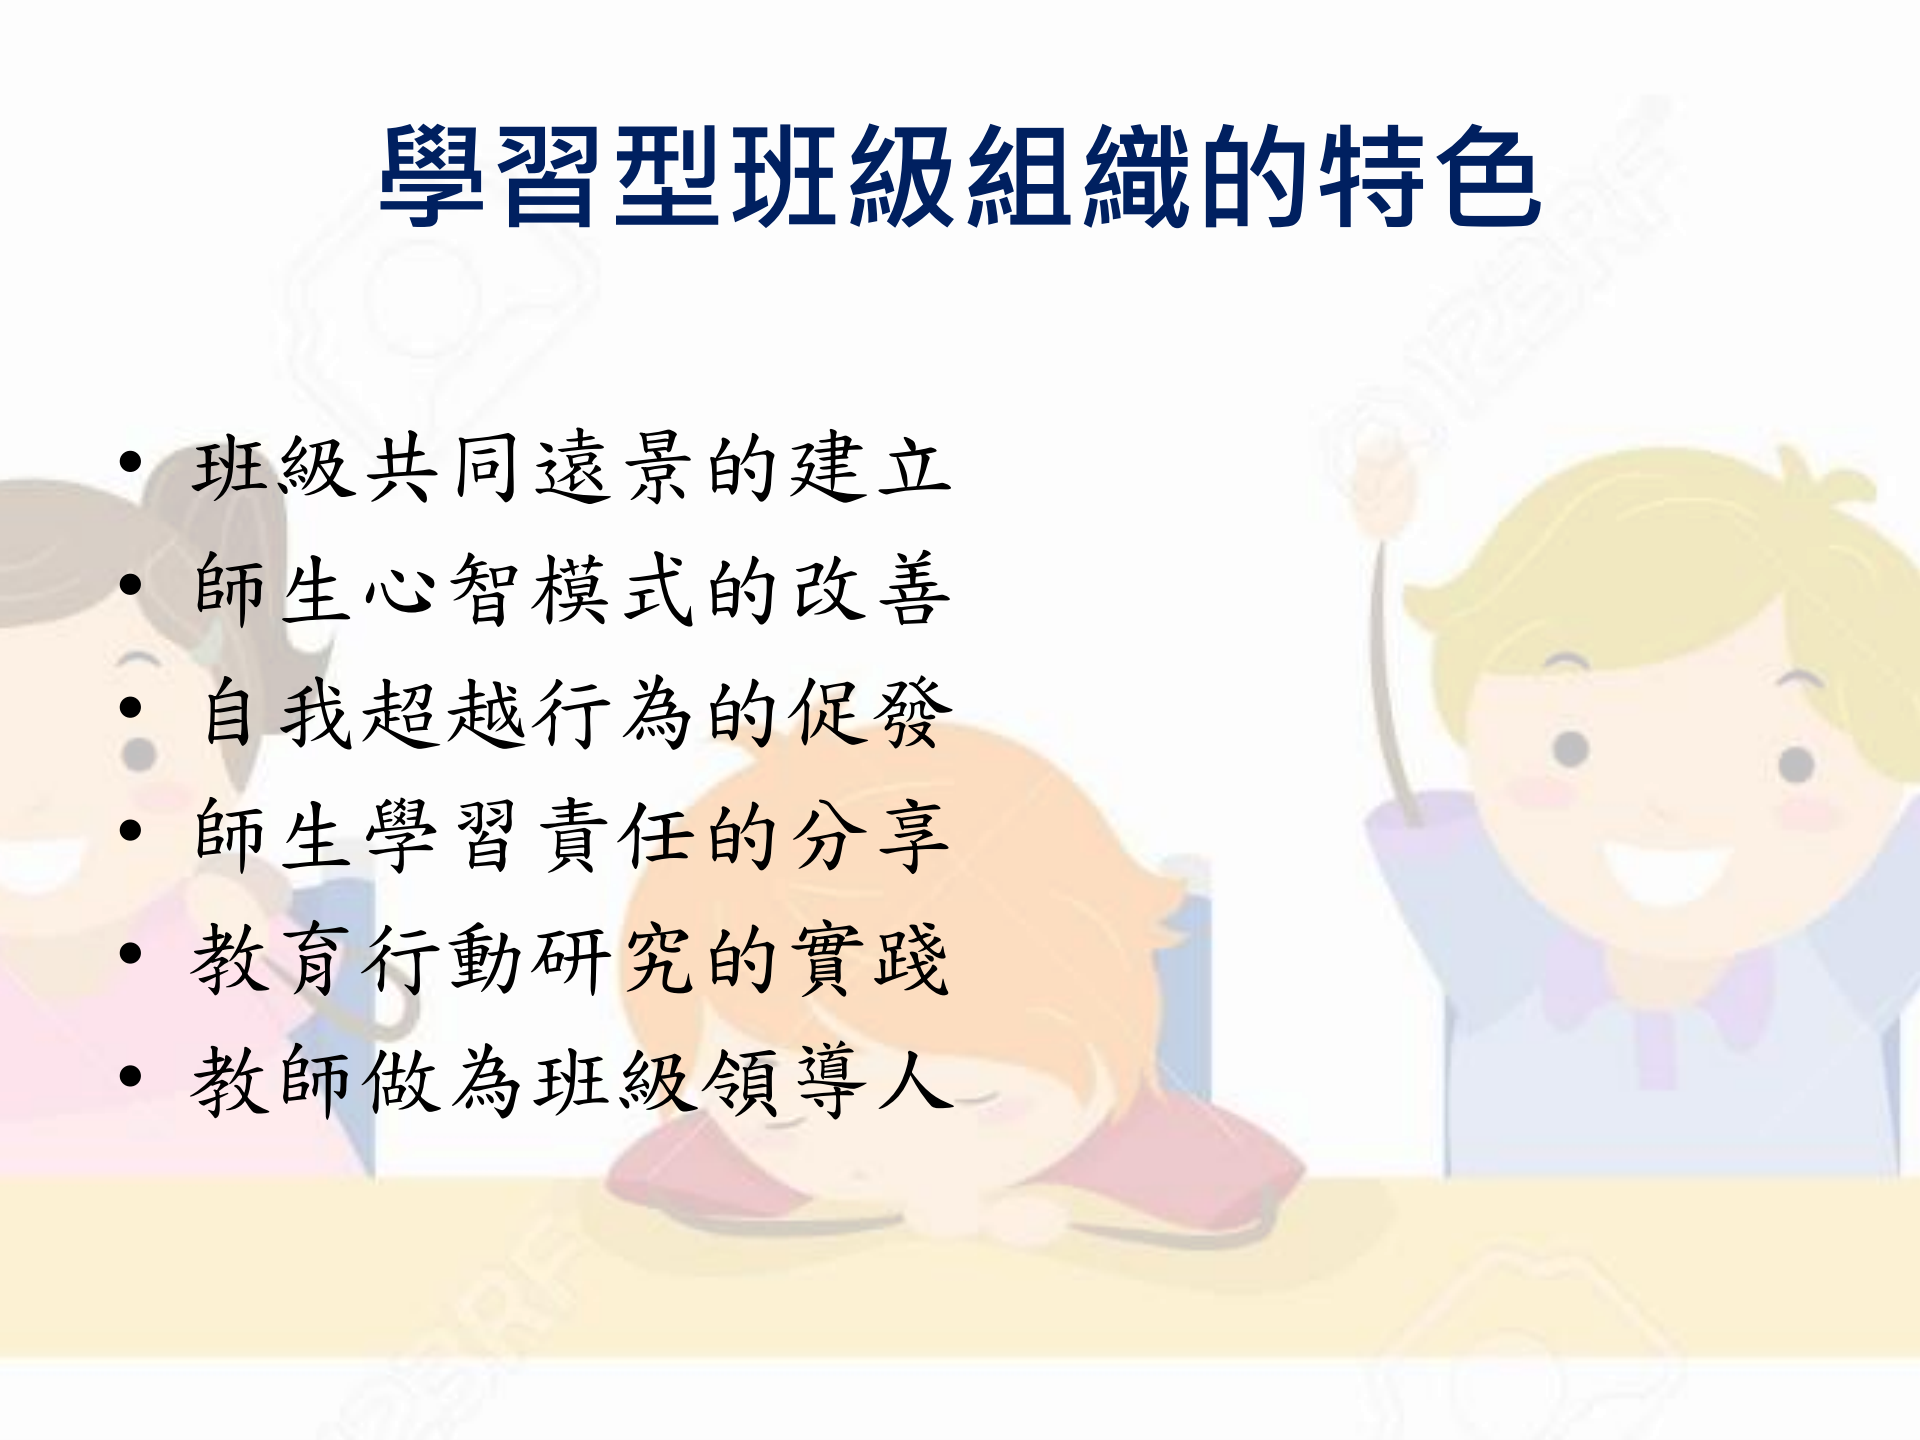 學習型班級組織的特色
• 班級共同遠景的建立
• 師生心智模式的改善
• 自我超越行為的促發
• 師生學習責任的分享
• 教育行動研究的實踐
• 教師做為班級領導人
123RF
123RF